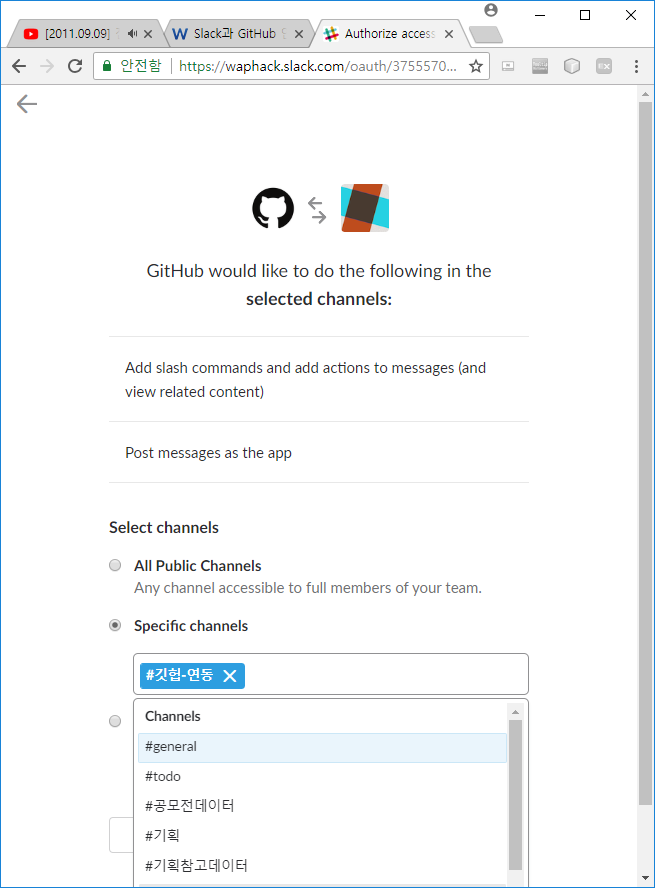 [2011.09.09]
Slack과 GitHub
Authorize acces
안전함
https://waphack.slack.com/oauth/3755570...
GitHub would like to do the following in the
selected channels:
Add slash commands and add actions to messages (and
view related content)
Post messages as the app
Select channels
All Public Channels
Any channel accessible to full members of your team.
Specific channels
#깃헙-연동
Channels
#general
#todo
#공모전데이터
#기획
#기획참고데이터